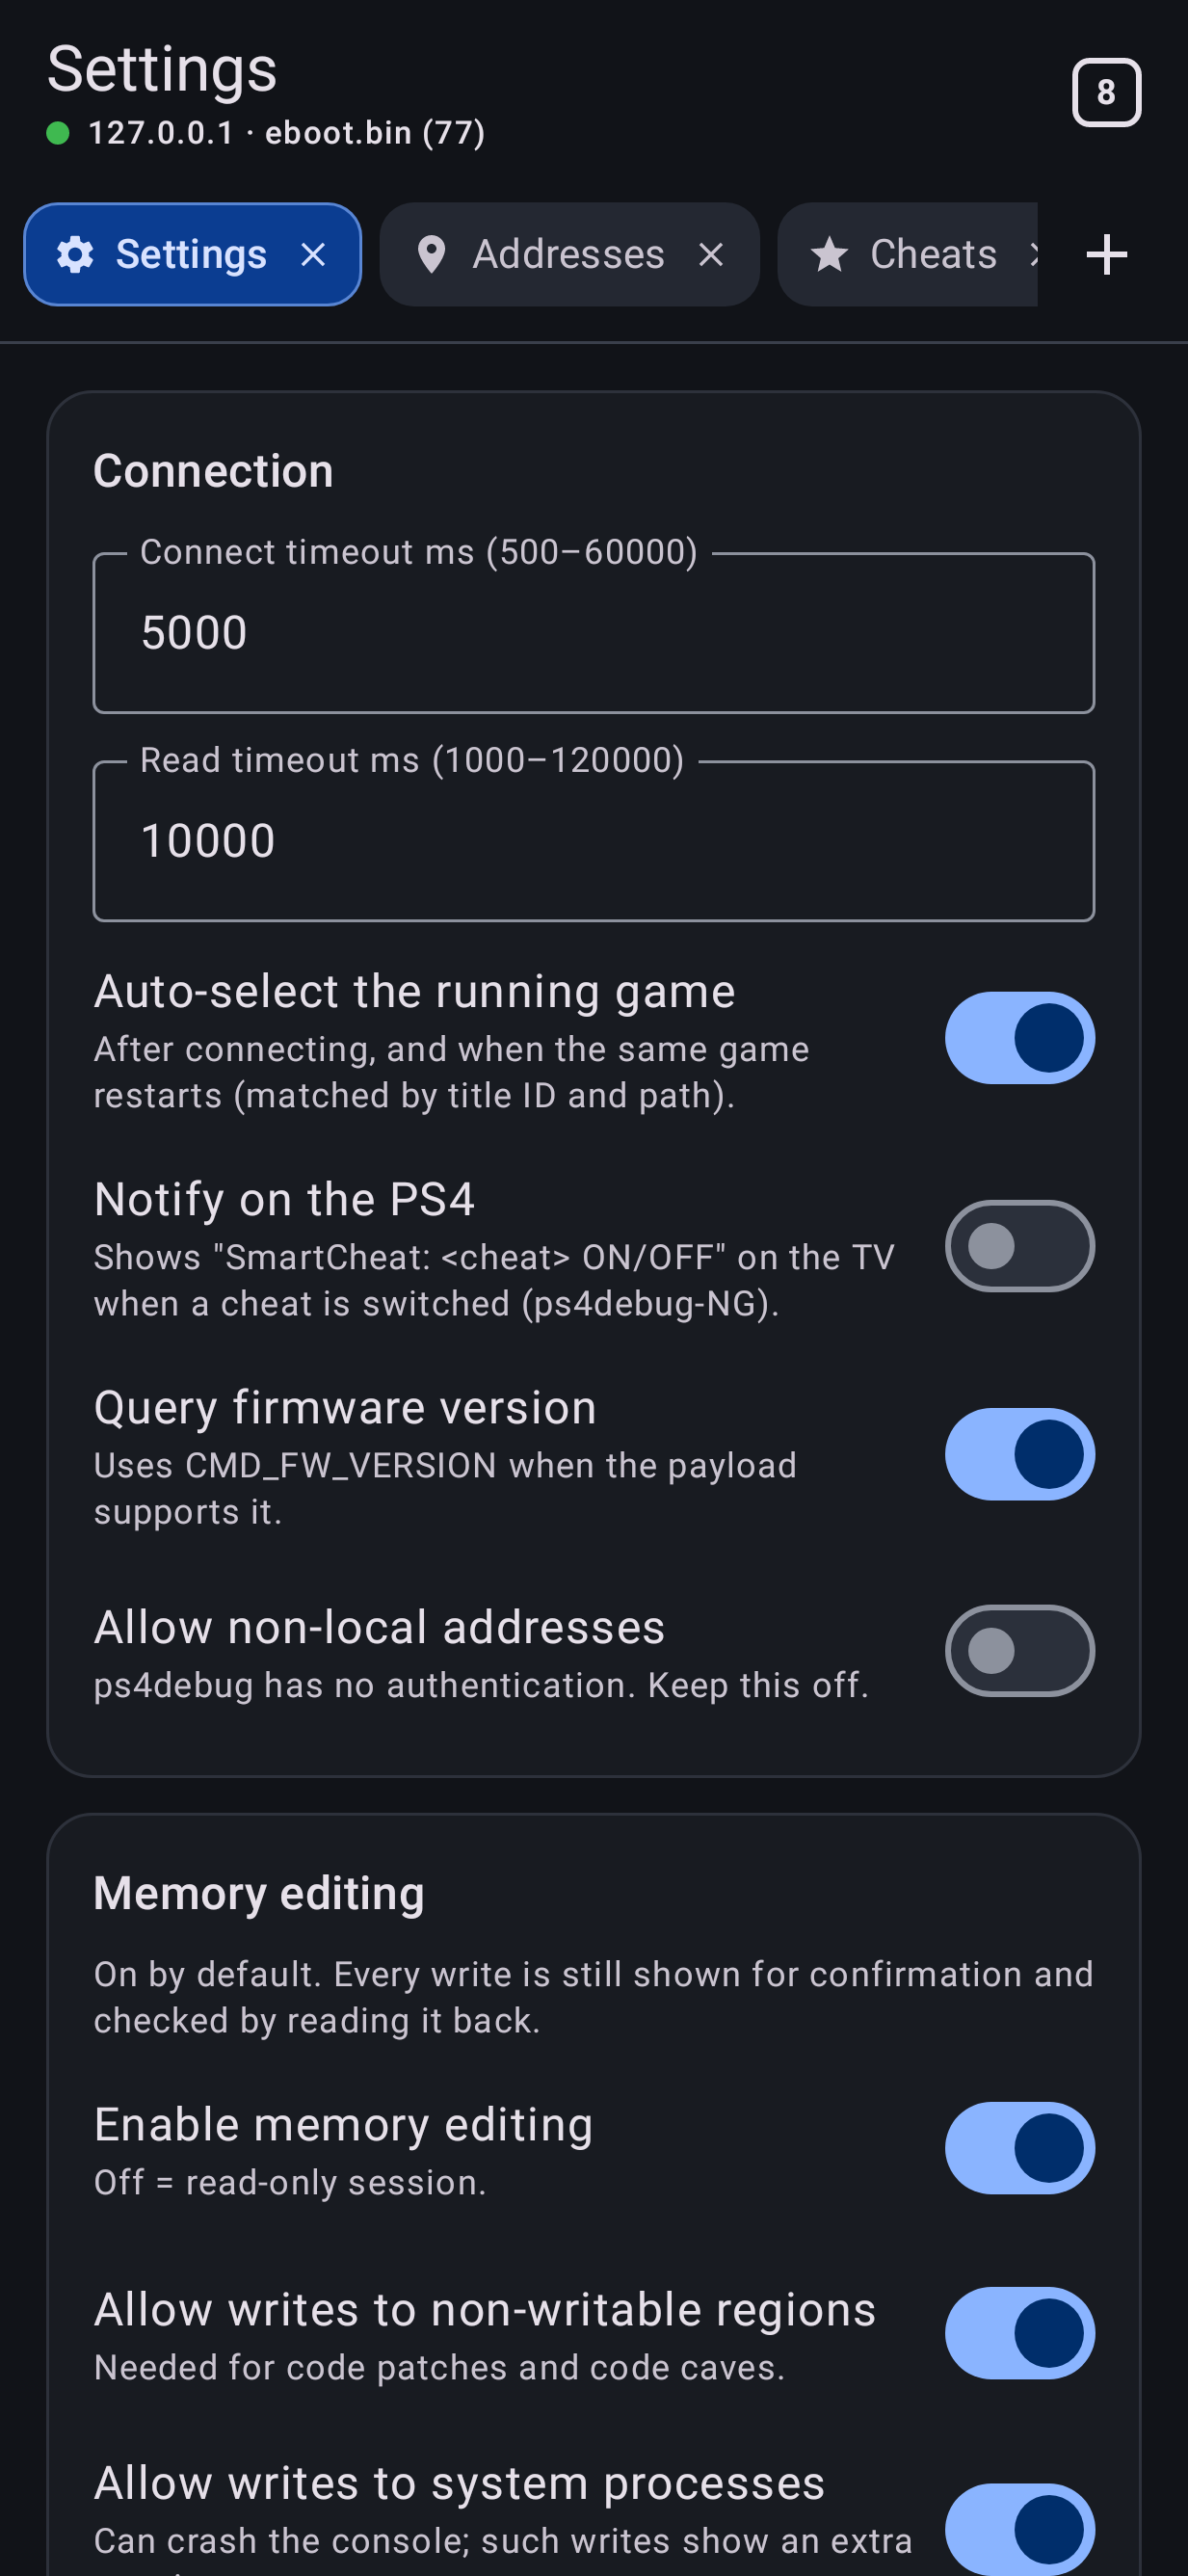 Settings
8
127.0.0.1 · eboot.bin (77)
Settings
Addresses
Cheats
Connection
Connect timeout ms (500–60000)
5000
Read timeout ms (1000–120000)
10000
Auto-select the running game
After connecting, and when the same game
restarts (matched by title ID and path).
Notify on the PS4
Shows "SmartCheat: <cheat> ON/OFF" on the TV
when a cheat is switched (ps4debug-NG).
Query firmware version
Uses CMD_FW_VERSION when the payload
supports it.
Allow non-local addresses
ps4debug has no authentication. Keep this off.
Memory editing
On by default. Every write is still shown for confirmation and
checked by reading it back.
Enable memory editing
Off = read-only session.
Allow writes to non-writable regions
Needed for code patches and code caves.
Allow writes to system processes
Can crash the console; such writes show an extra